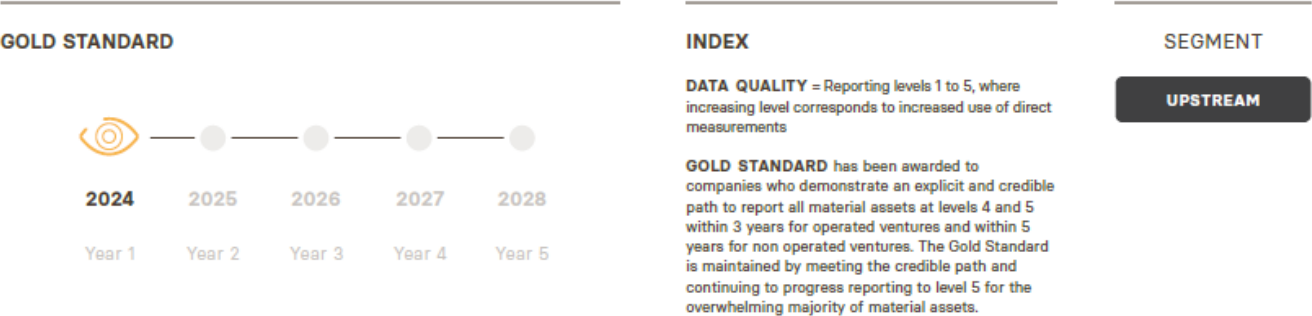 GOLD STANDARD
2024 2025 2026 2027 2028
Year 1 Year 2 Year 3 Year 4 Year 5
INDEX
DATA QUALITY = Reporting levels 1 to 5, where
increasing level corresponds to increased use of direct
measurements
GOLD STANDARD has been awarded to
companies who demonstrate an explicit and credible
path to report all material assets at levels 4 and 5
within 3 years for operated ventures and within 5
years for non operated ventures. The Gold Standard
is maintained by meeting the credible path and
continuing to progress reporting to level 5 for the
overwhelming majority of material assets.
SEGMENT
UPSTREAM